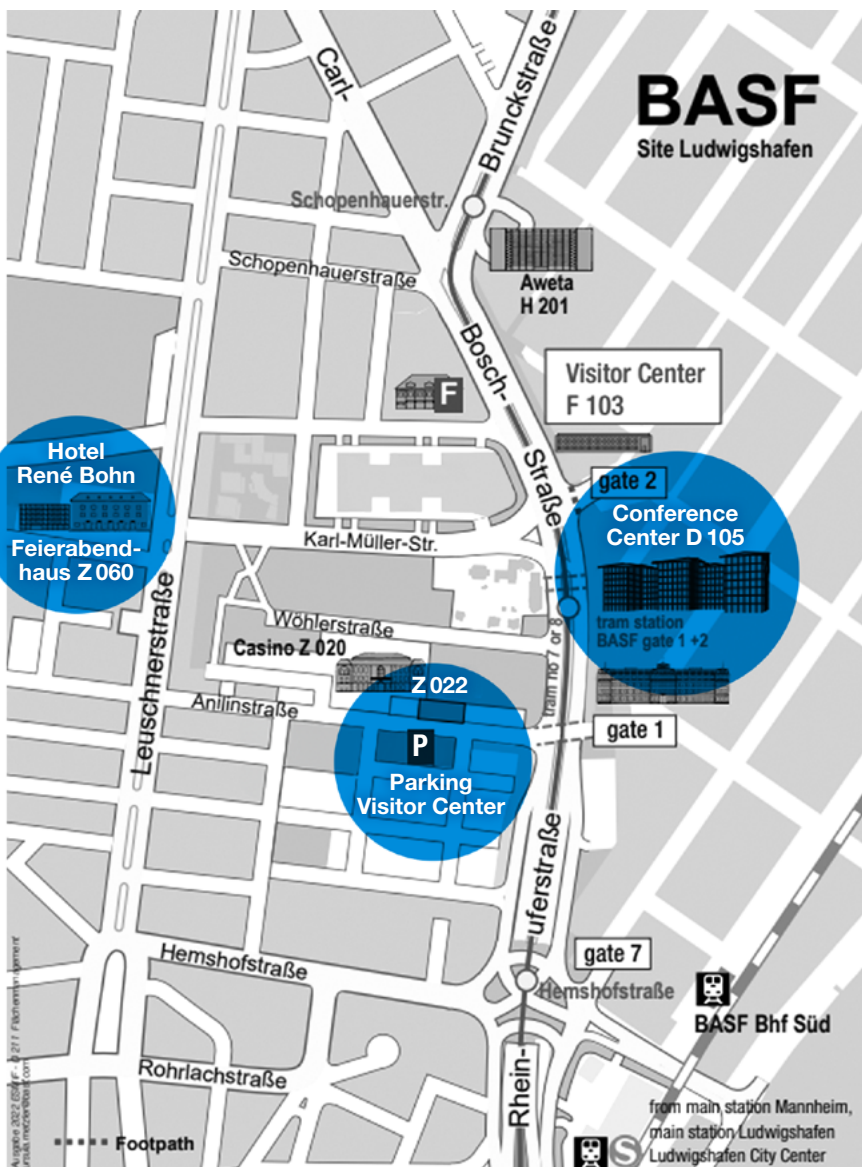 Carl-
Brunckstraße
BASF
Site Ludwigshafen
Schopenhauerstr.
Schopenhauerstraße
Aweta
H 201
Bosch-
F
Visitor Center
F 103
Straße
gate 2
Hotel
René Bohn
Feierabend-
haus Z 060
Conference
Center D 105
Karl-Müller-Str.
tram station
BASF gate 1 +2
Wöhlerstraße
tram no 7 or 8
Casino Z 020
Leuschnerstraße
Z 022
Anilinstraße
P
Parking
Visitor Center
gate 1
uferstraße
gate 7
Hemshofstraße
Hemshofstraße
BASF Bhf Süd
Rohrlachstraße
Rhein-
from main station Mannheim,
main station Ludwigshafen
Ludwigshafen City Center
S
Footpath
Ausgabe 2022